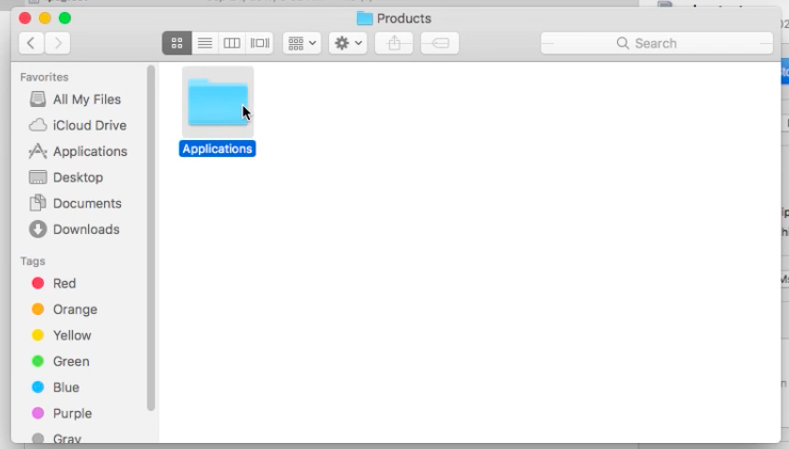 Products
Search
Favorites
All My Files
iCloud Drive
Applications
Desktop
Documents
Downloads
Tags
Red
Orange
Yellow
Green
Blue
Purple
Gray
Applications